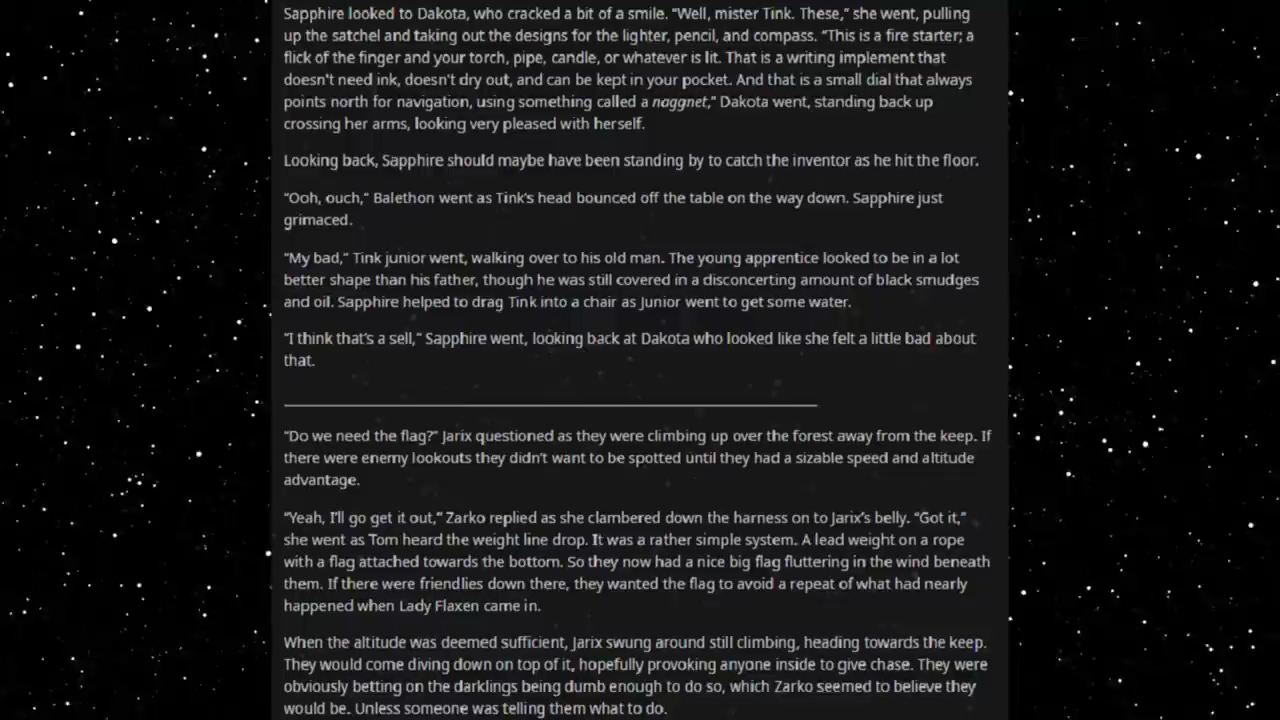 Sapphire looked to Dakota, who cracked a bit of a smile. “Well, mister Tink. These,” she went, pulling
up the satchel and taking out the designs for the lighter, pencil, and compass. “This is a fire starter; a
flick of the finger and your torch, pipe, candle, or whatever is lit. That is a writing implement that
doesn't need ink, doesn't dry out, and can be kept in your pocket. And that is a small dial that always
points north for navigation, using something called a naggnet,” Dakota went, standing back up
crossing her arms, looking very pleased with herself.
Looking back, Sapphire should maybe have been standing by to catch the inventor as he hit the floor.
“Ooh, ouch,” Balethon went as Tink’s head bounced off the table on the way down. Sapphire just
grimaced.
“My bad,” Tink junior went, walking over to his old man. The young apprentice looked to be in a lot
better shape than his father, though he was still covered in a disconcerting amount of black smudges
and oil. Sapphire helped to drag Tink into a chair as Junior went to get some water.
“I think that’s a sell,” Sapphire went, looking back at Dakota who looked like she felt a little bad about
that.
“Do we need the flag?” Jarix questioned as they were climbing up over the forest away from the keep. If
there were enemy lookouts they didn’t want to be spotted until they had a sizable speed and altitude
advantage.
“Yeah, I’ll go get it out,” Zarko replied as she clambered down the harness on to Jarix’s belly. “Got it,”
she went as Tom heard the weight line drop. It was a rather simple system. A lead weight on a rope
with a flag attached towards the bottom. So they now had a nice big flag fluttering in the wind beneath
them. If there were friendlies down there, they wanted the flag to avoid a repeat of what had nearly
happened when Lady Flaxen came in.
When the altitude was deemed sufficient, Jarix swung around still climbing, heading towards the keep.
They would come diving down on top of it, hopefully provoking anyone inside to give chase. They were
obviously betting on the darklings being dumb enough to do so, which Zarko seemed to believe they
would be. Unless someone was telling them what to do.